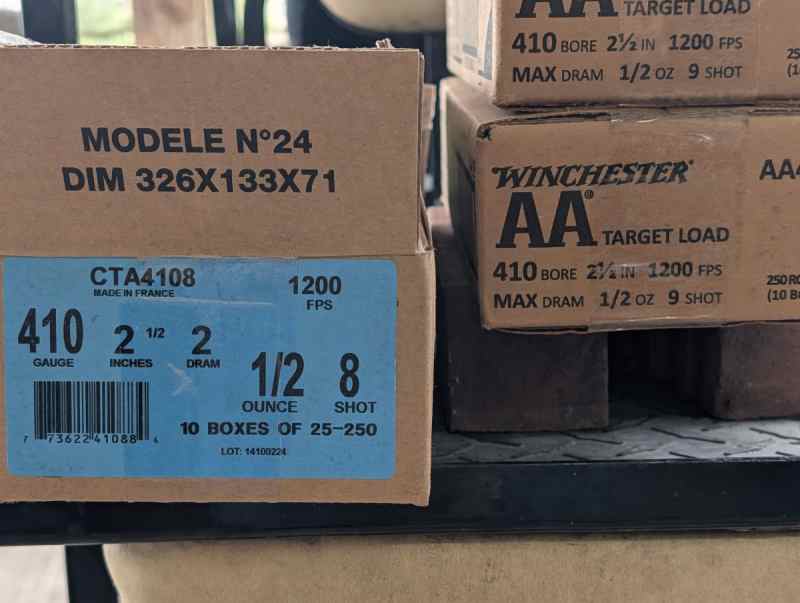 MODELE N°24
DIM 326X133X71
CTA4108
MADE IN FRANCE
1200
FPS
410
GAUGE
2 1/2
INCHES
2
DRAM
1/2
OUNCE
8
SHOT
7 73622 41088 4
10 BOXES OF 25-250
LOT: 14100224
AA TARGET LOAD
410 BORE 2½ IN 1200 FPS
MAX DRAM 1/2 OZ 9 SHOT
WINCHESTER
AA® TARGET LOAD
410 BORE 2½ IN 1200 FPS
MAX DRAM 1/2 OZ 9 SHOT
250 RO
(10 B